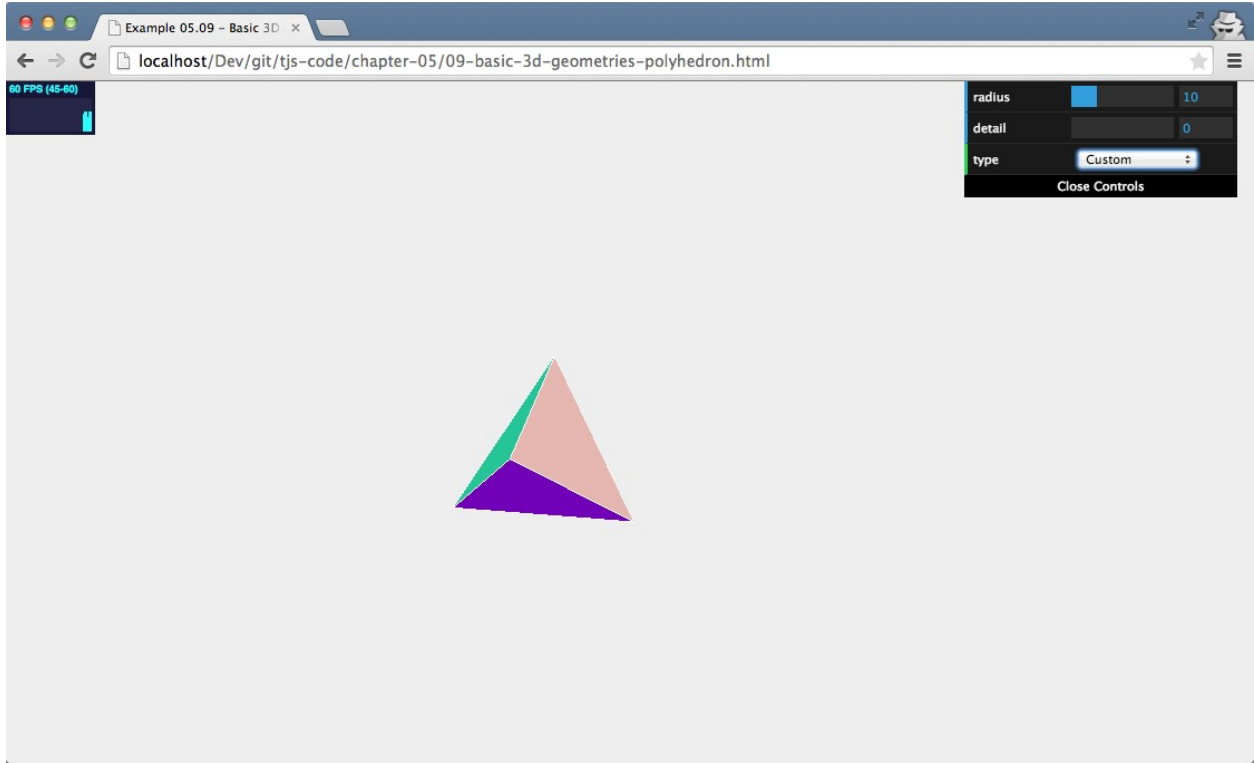 Example 05.09 – Basic 3D
localhost/Dev/git/tjs-code/chapter-05/09-basic-3d-geometries-polyhedron.html
60 FPS (45-60)
radius 10
detail 0
type Custom
Close Controls